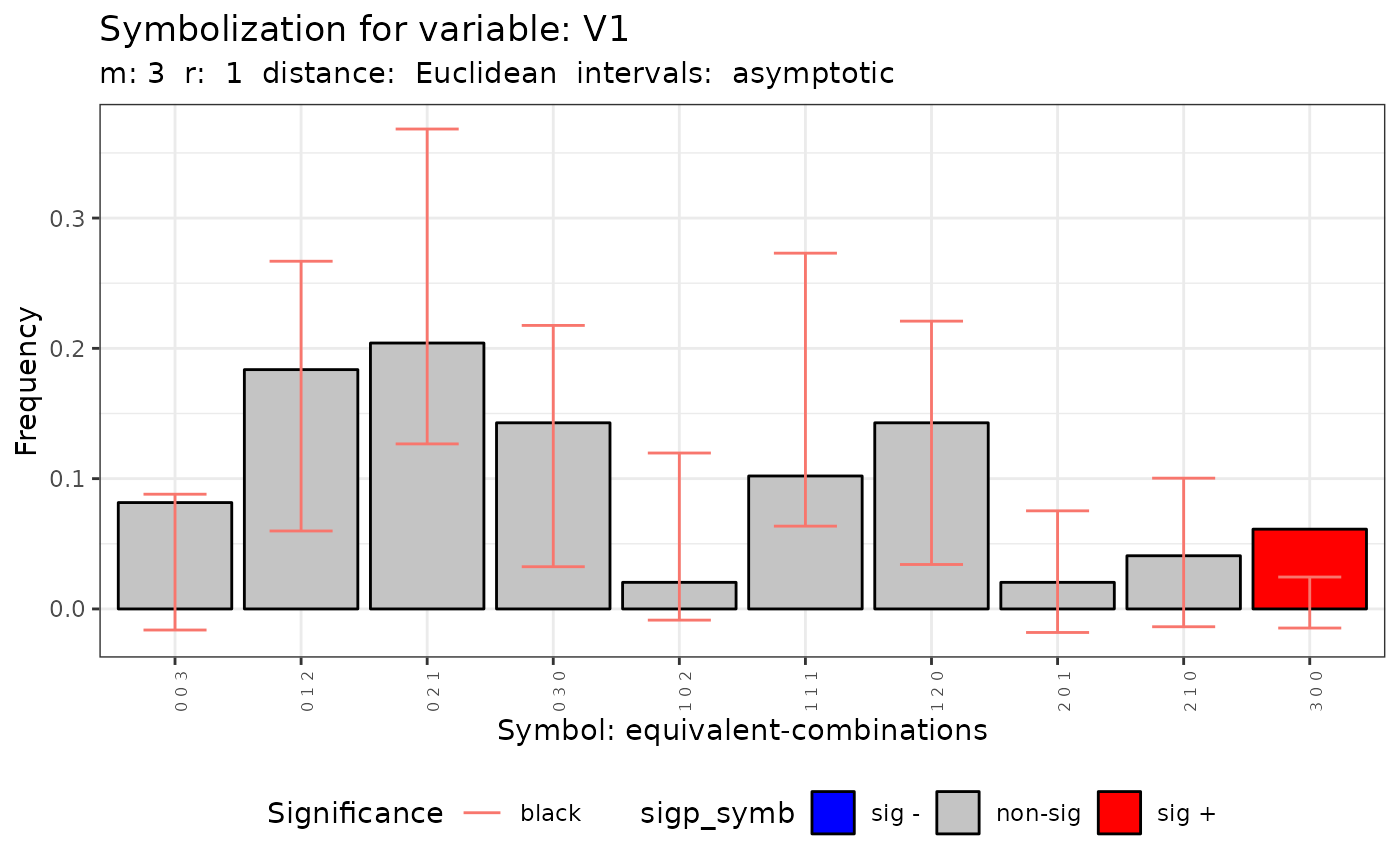 Symbolization for variable: V1
m: 3 r: 1 distance: Euclidean intervals: asymptotic
Frequency
0.3
0.2
0.1
0.0
0 0 3
0 1 2
0 2 1
0 3 0
1 0 2
1 1 1
1 2 0
2 0 1
2 1 0
3 0 0
Symbol: equivalent-combinations
Significance black sigp_symb sig - non-sig sig +